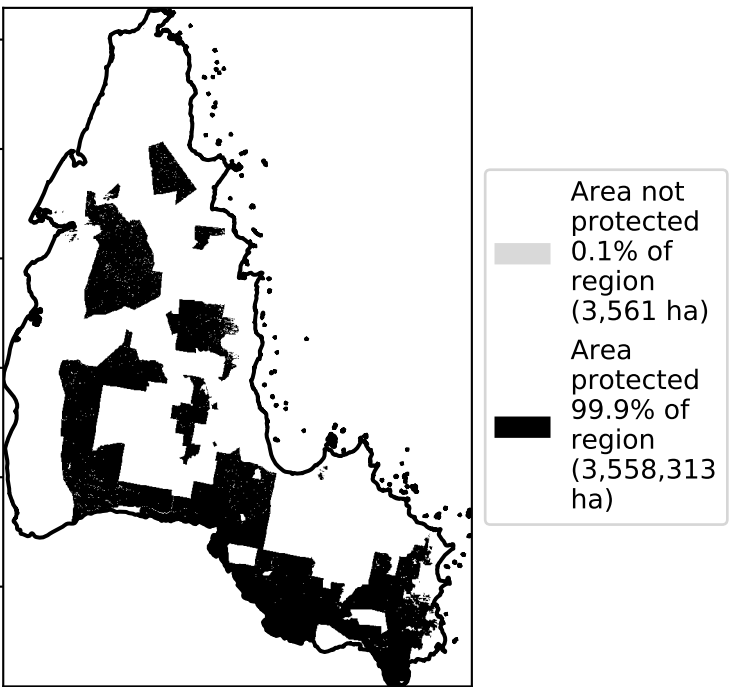 Area not
protected
0.1% of
region
(3,561 ha)
Area
protected
99.9% of
region
(3,558,313
ha)